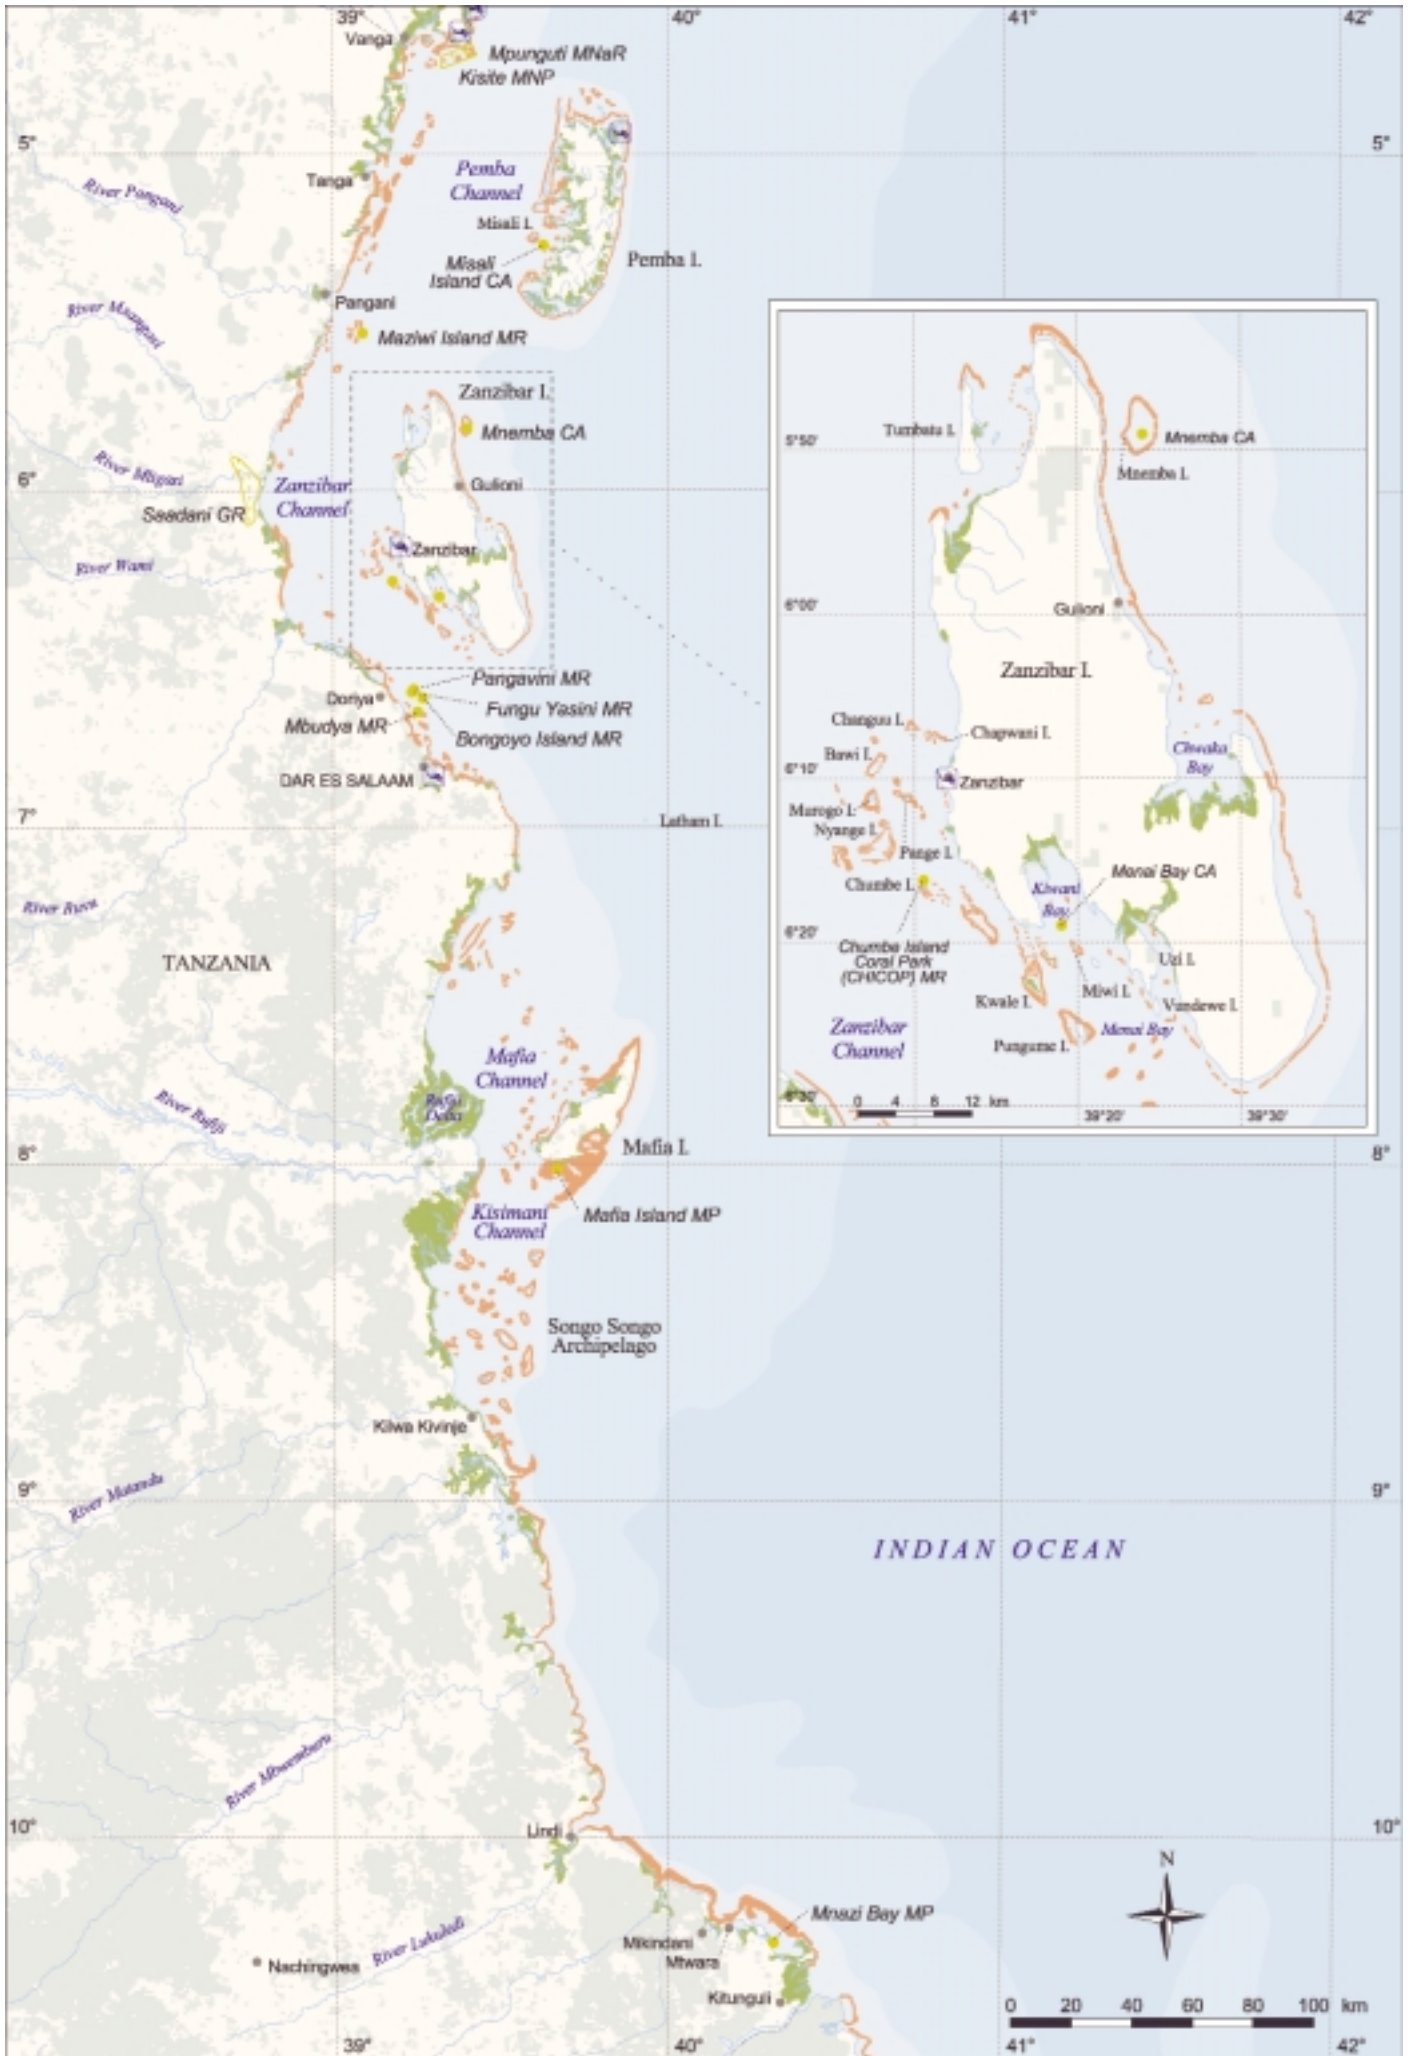 39°
40°
41°
42°
Vanga
Mpunguti MNaR
Kisite MNP
5°
5°
River Pangani
Tanga
Pemba
Channel
Misali I.
Misali
Island CA
Pemba I.
Pangani
River Msangasi
Maziwi Island MR
Zanzibar I.
Mnemba CA
6°
River Mligasi
Zanzibar
Channel
Gulioni
Saadani GR
Zanzibar
River Wami
Pangavini MR
Doriya
Fungu Yasini MR
Mbudya MR
Bongoyo Island MR
DAR ES SALAAM
7°
Latham I.
River Ruvu
TANZANIA
Mafia
Channel
Rufiji
Delta
River Rufiji
Mafia I.
8°
8°
Kisimani
Channel
Mafia Island MP
Songo Songo
Archipelago
Kilwa Kivinje
River Matandu
9°
9°
INDIAN OCEAN
River Mbwemburu
10°
10°
Lindi
N
Mnazi Bay MP
Mikindani
Mtwara
River Lukuledi
Nachingwea
Kitunguli
0 20 40 60 80 100 km
39°
40°
41°
42°
Tumbatu I.
5°50'
Mnemba CA
Mnemba I.
6°00'
Gulioni
Zanzibar I.
Changuu I.
Chapwani I.
Bawi I.
Chwaka
Bay
6°10'
Zanzibar
Murogo I.
Nyange I.
Pange I.
Menai Bay CA
Chumbe I.
Kiwani
Bay
6°20'
Chumbe Island
Coral Park
(CHICOP) MR
Uzi I.
Kwale I.
Miwi I.
Vundewe I.
Zanzibar
Channel
Menai Bay
Pungume I.
6°30'
0 4 8 12 km
39°20'
39°30'